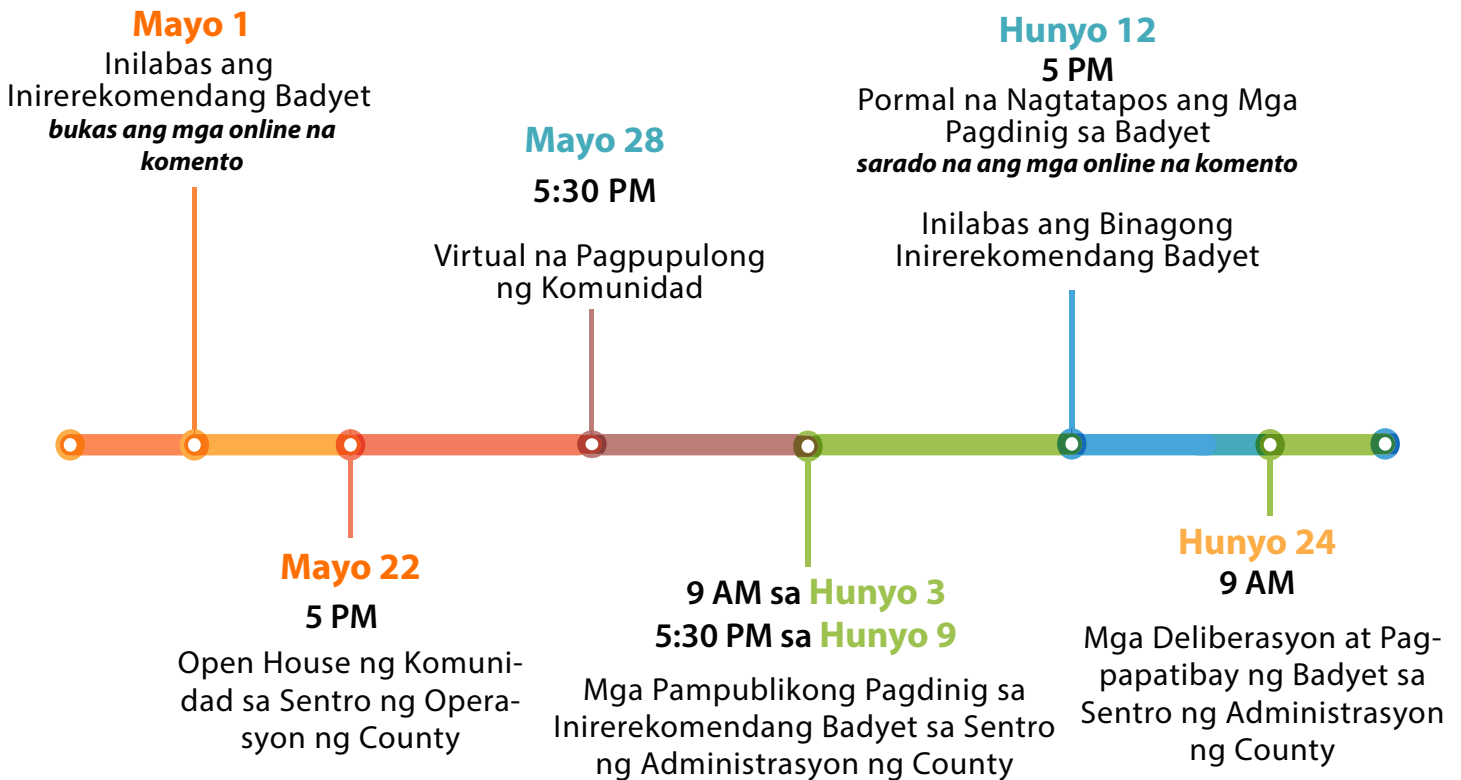 Mayo 1
Inilabas ang
Inirerekomendang Badyet
bukas ang mga online na
komento
Mayo 22
5 PM
Open House ng Komuni-
dad sa Sentro ng Opera-
syon ng County
Mayo 28
5:30 PM
Virtual na Pagpupulong
ng Komunidad
9 AM sa Hunyo 3
5:30 PM sa Hunyo 9
Mga Pampublikong Pagdinig sa
Inirerekomendang Badyet sa Sentro
ng Administrasyon ng County
Hunyo 12
5 PM
Pormal na Nagtatapos ang Mga
Pagdinig sa Badyet
sarado na ang mga online na komento
Inilabas ang Binagong
Inirerekomendang Badyet
Hunyo 24
9 AM
Mga Deliberasyon at Pag-
papatibay ng Badyet sa
Sentro ng Administrasyon
ng County